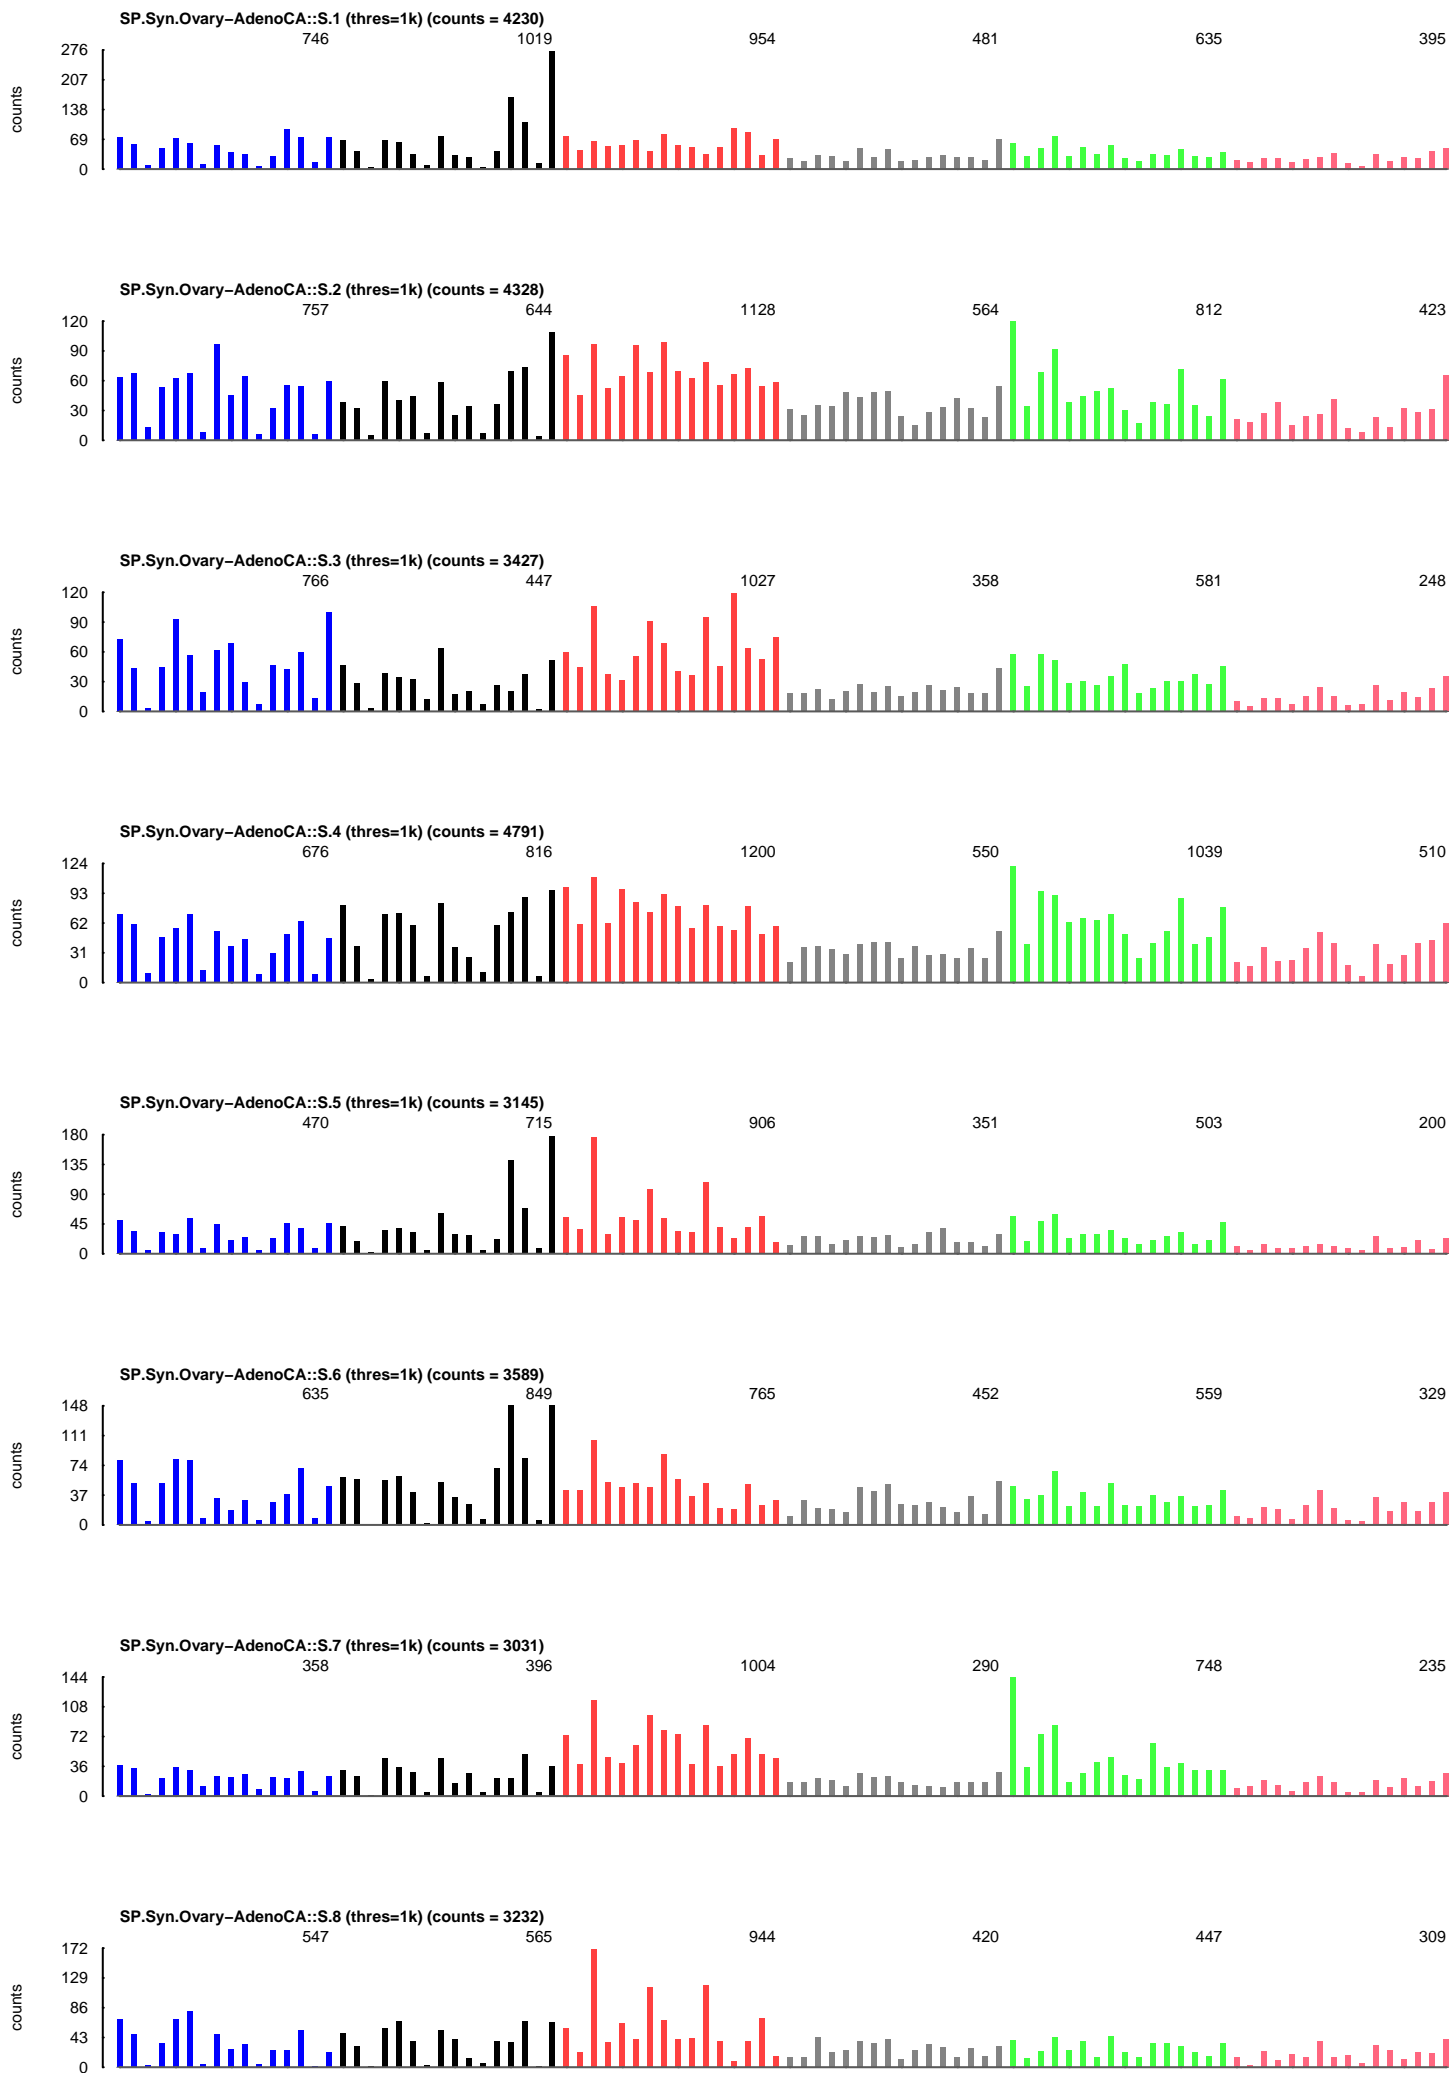 SP.Syn.Ovary−AdenoCA::S.1 (thres=1k) (counts = 4230)
746 1019 954 481 635 395
276
207
138
69
0
counts
SP.Syn.Ovary−AdenoCA::S.2 (thres=1k) (counts = 4328)
757 644 1128 564 812 423
120
90
60
30
0
counts
SP.Syn.Ovary−AdenoCA::S.3 (thres=1k) (counts = 3427)
766 447 1027 358 581 248
120
90
60
30
0
counts
SP.Syn.Ovary−AdenoCA::S.4 (thres=1k) (counts = 4791)
676 816 1200 550 1039 510
124
93
62
31
0
counts
SP.Syn.Ovary−AdenoCA::S.5 (thres=1k) (counts = 3145)
470 715 906 351 503 200
180
135
90
45
0
counts
SP.Syn.Ovary−AdenoCA::S.6 (thres=1k) (counts = 3589)
635 849 765 452 559 329
148
111
74
37
0
counts
SP.Syn.Ovary−AdenoCA::S.7 (thres=1k) (counts = 3031)
358 396 1004 290 748 235
144
108
72
36
0
counts
SP.Syn.Ovary−AdenoCA::S.8 (thres=1k) (counts = 3232)
547 565 944 420 447 309
172
129
86
43
0
counts